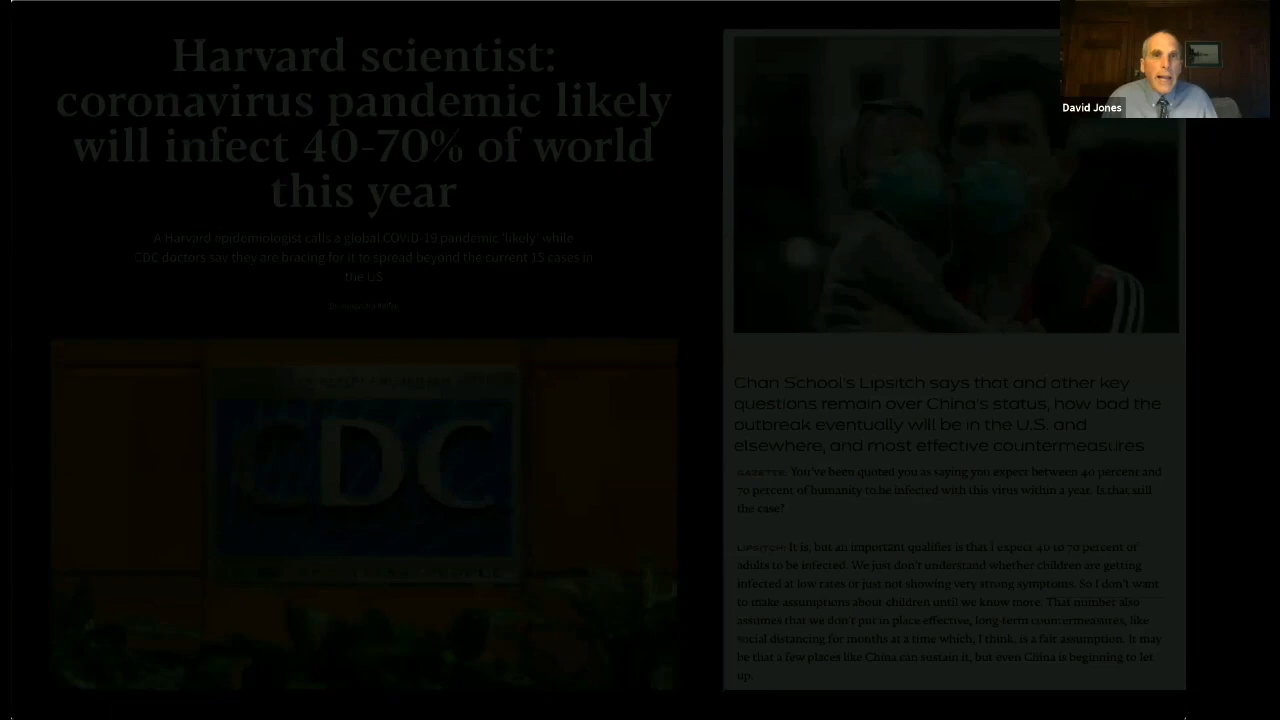 Harvard scientist:
coronavirus pandemic likely
will infect 40-70% of world
this year
A Harvard epidemiologist calls a global COVID-19 pandemic 'likely' while
CDC doctors say they are bracing for it to spread beyond the current 15 cases in
the US
CDC
David Jones
Chan School's Lipsitch says that and other key
questions remain over China's status, how bad the
outbreak eventually will be in the U.S. and
elsewhere, and most effective countermeasures
GAZETTE: You've been quoted you as saying you expect between 40 percent and
70 percent of humanity to be infected with this virus within a year. Is that still
the case?
LIPSITCH: It is, but an important qualifier is that I expect 40 to 70 percent of
adults to be infected. We just don't understand whether children are getting
infected at low rates or just not showing very strong symptoms. So I don't want
to make assumptions about children until we know more. That number also
assumes that we don't put in place effective, long-term countermeasures, like
social distancing for months at a time which, I think, is a fair assumption. It may
be that a few places like China can sustain it, but even China is beginning to let
up.